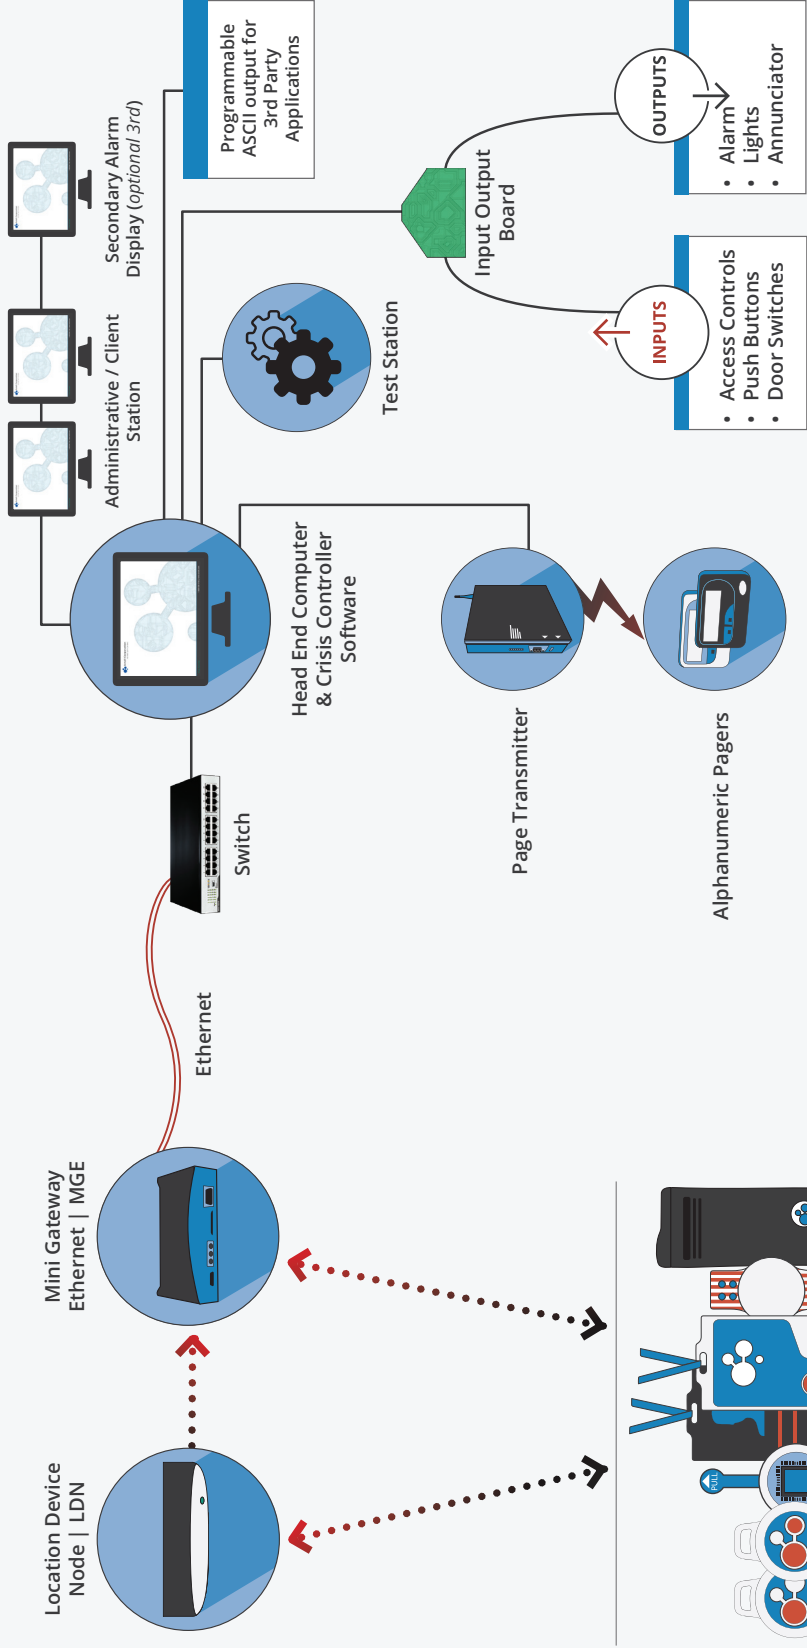 Location Device
Node | LDN
Mini Gateway
Ethernet | MGE
Ethernet
Switch
Head End Computer
& Crisis Controller
Software
Administrative / Client
Station
Secondary Alarm
Display (optional 3rd)
Programmable
ASCII output for
3rd Party
Applications
Test Station
Input Output
Board
INPUTS
• Access Controls
• Push Buttons
• Door Switches
OUTPUTS
• Alarm
• Lights
• Annunciator
Page Transmitter
Alphanumeric Pagers
PULL